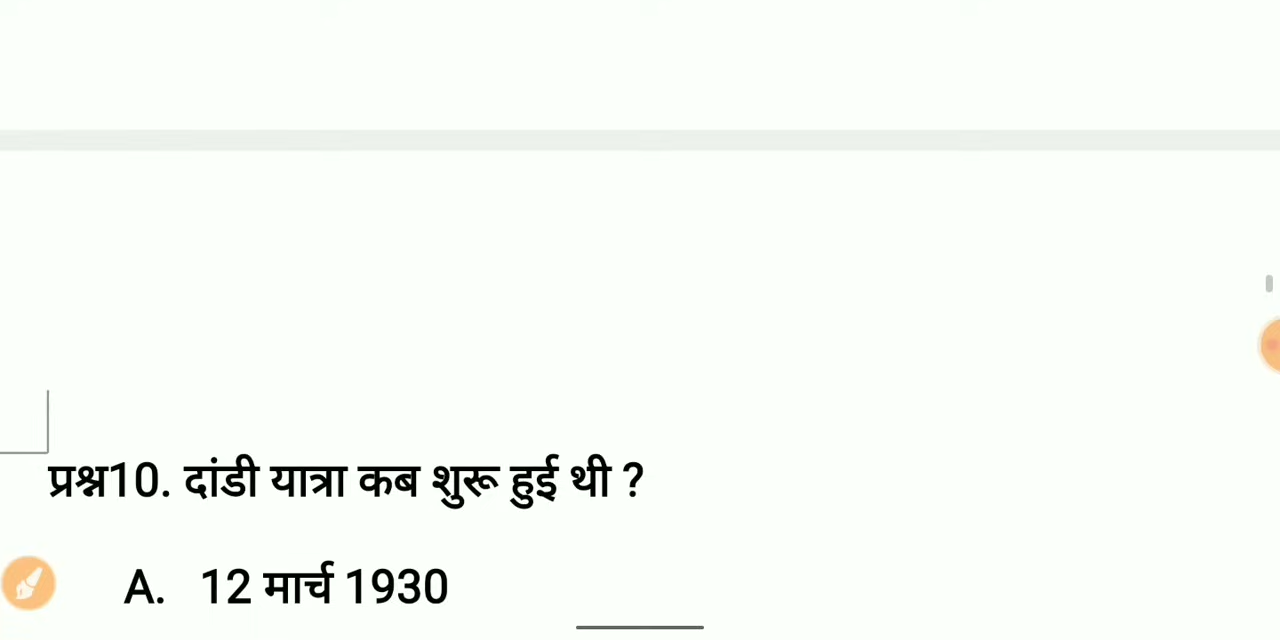 प्रश्न10. दांडी यात्रा कब शुरू हुई थी ?
A. 12 मार्च 1930